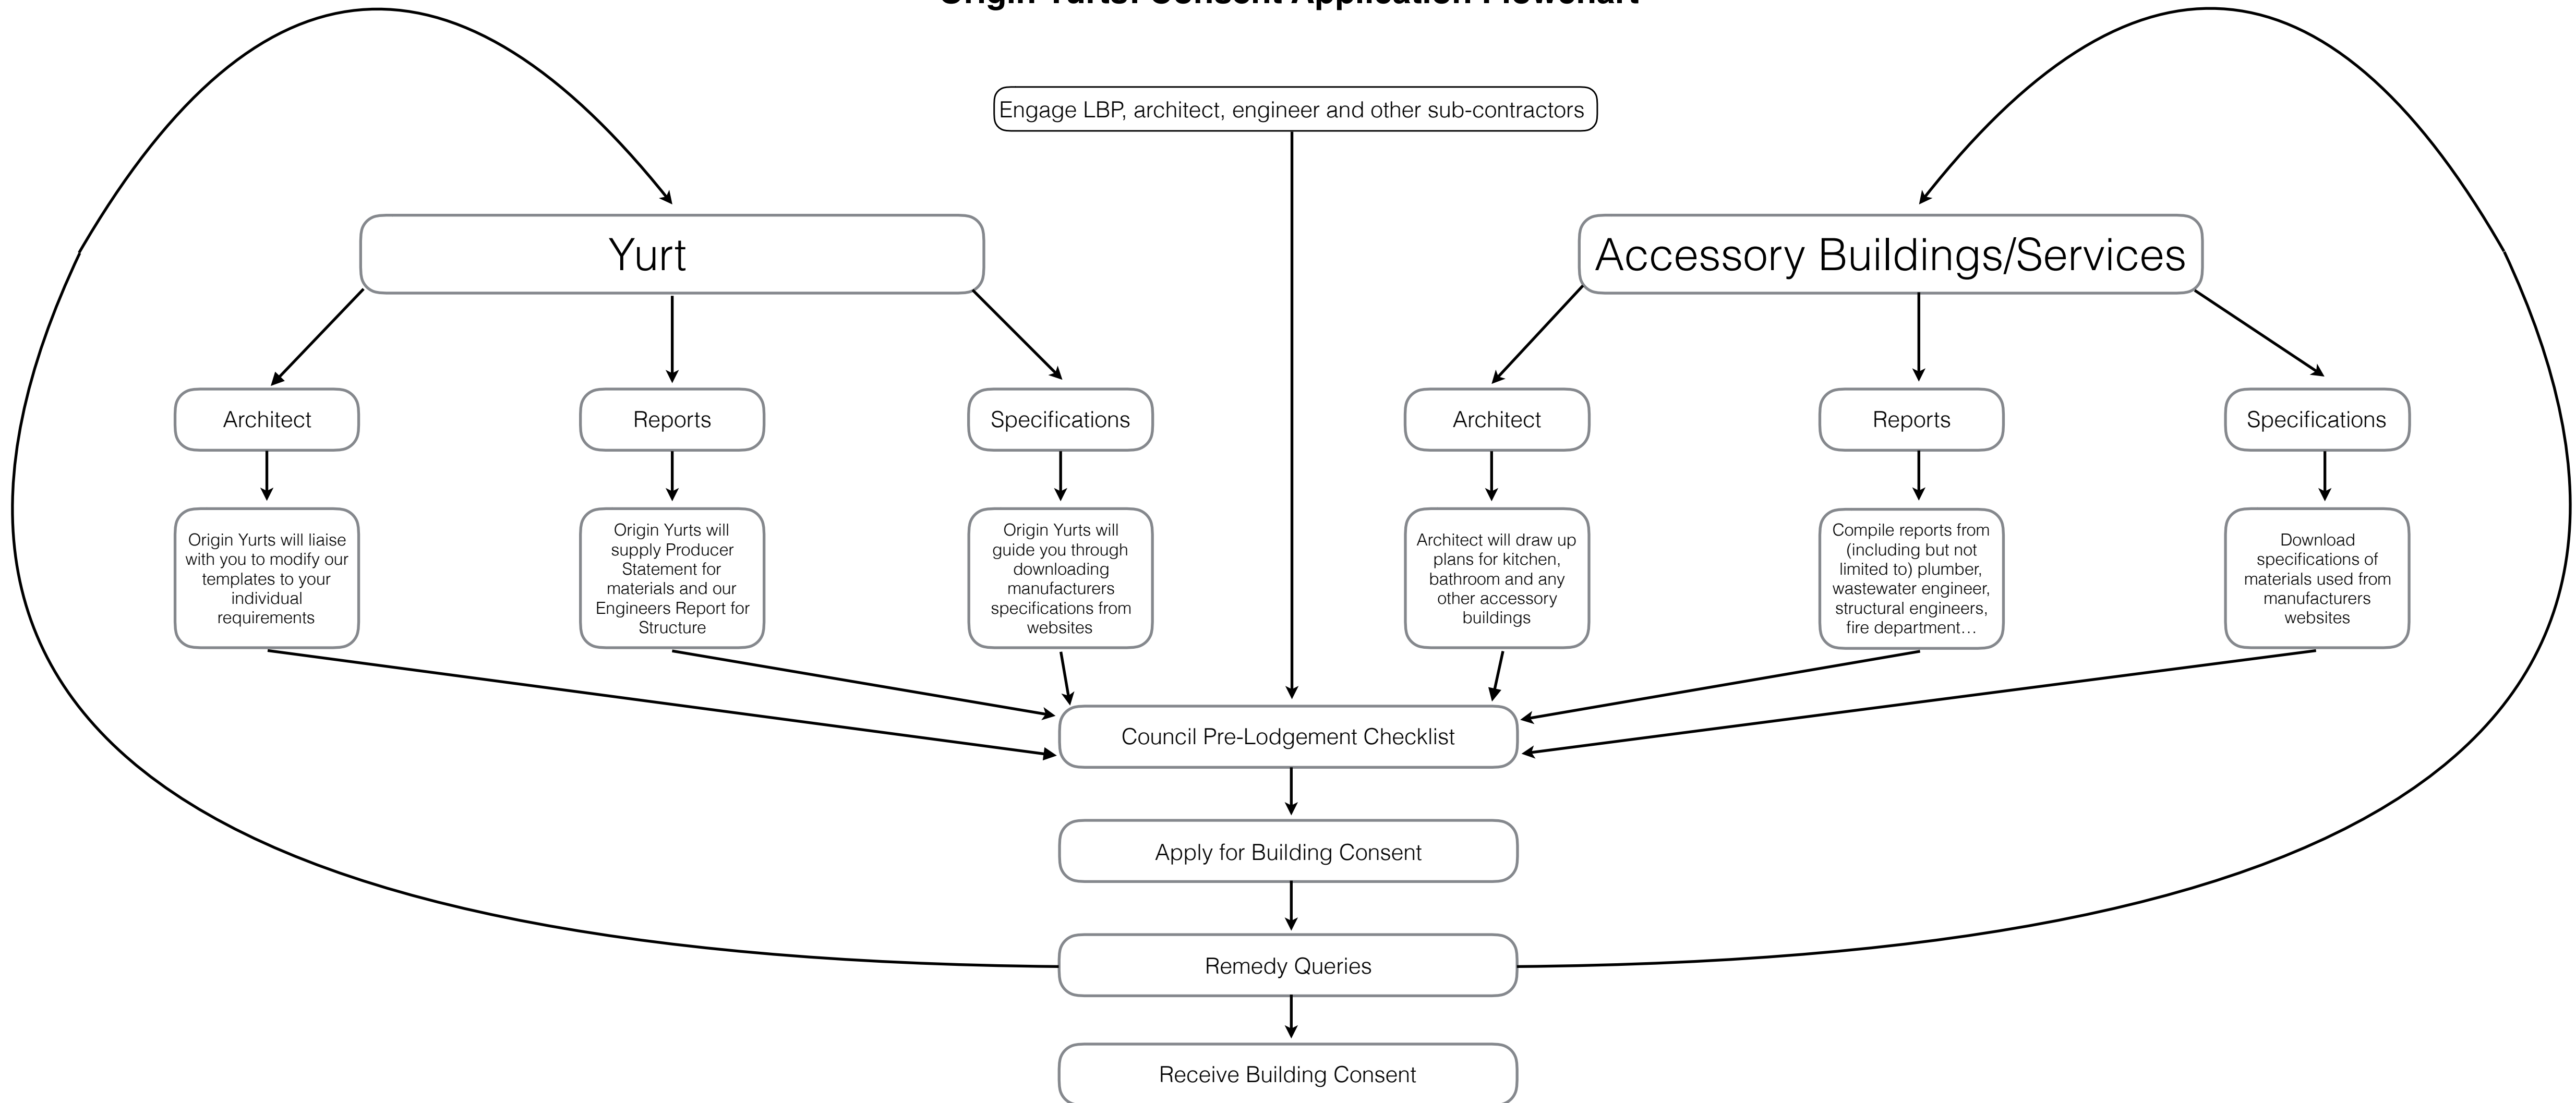 Origin Yurts: Consent Application Flowchart
Engage LBP, architect, engineer and other sub-contractors
Yurt
Accessory Buildings/Services
Architect
Reports
Specifications
Architect
Reports
Specifications
Origin Yurts will liaise
with you to modify our
templates to your
individual
requirements
Origin Yurts will
supply Producer
Statement for
materials and our
Engineers Report for
Structure
Origin Yurts will
guide you through
downloading
manufacturers
specifications from
websites
Architect will draw up
plans for kitchen,
bathroom and any
other accessory
buildings
Compile reports from
(including but not
limited to) plumber,
wastewater engineer,
structural engineers,
fire department…
Download
specifications of
materials used from
manufacturers
websites
Council Pre-Lodgement Checklist
Apply for Building Consent
Remedy Queries
Receive Building Consent